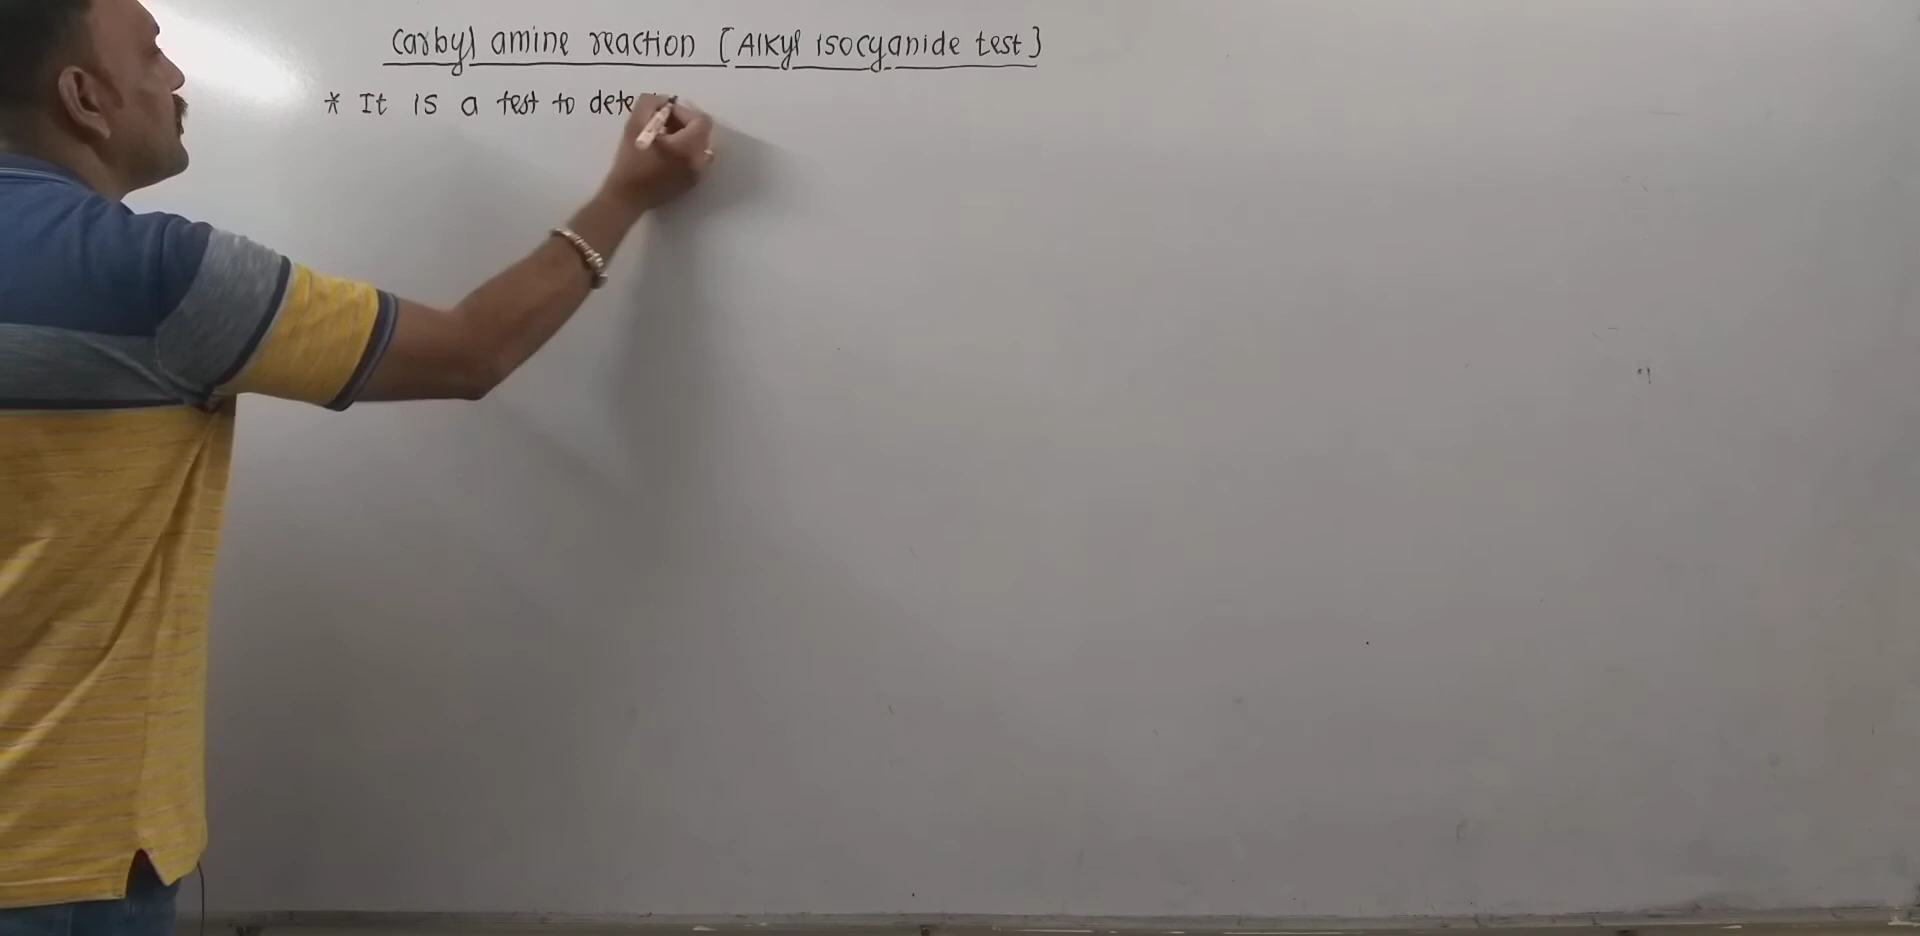 Carbyl amine reaction [Alkyl isocyanide test]
* It is a test to dete